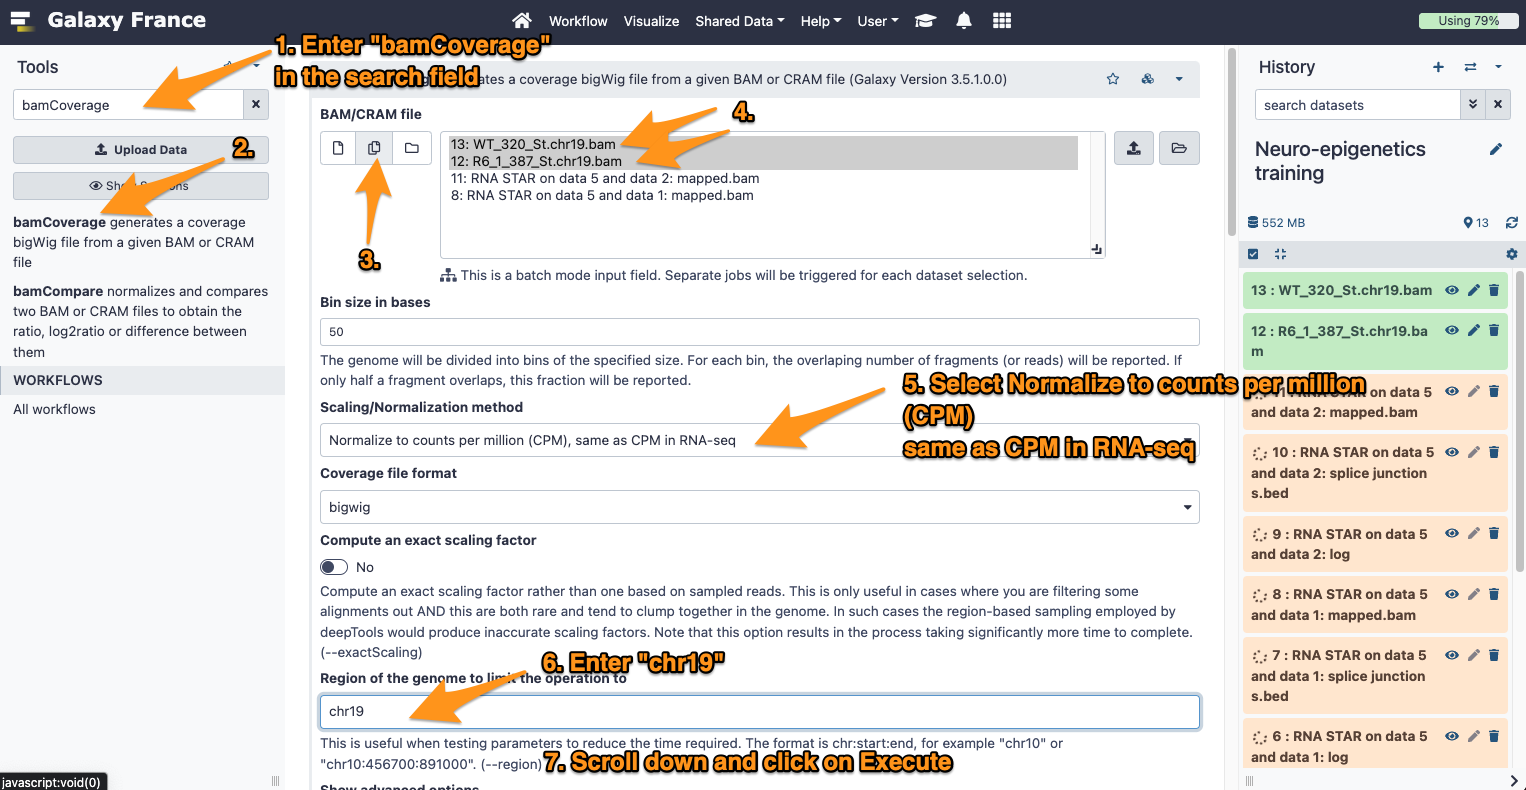 Galaxy France
Workflow Visualize Shared Data Help User
Using 79%
Tools
1. Enter "bamCoverage"
in the search field
bamCoverage
Upload Data
2.
bamCoverage generates a coverage
bigWig file from a given BAM or CRAM
file
bamCompare normalizes and compares
two BAM or CRAM files to obtain the
ratio, log2ratio or difference between
them
WORKFLOWS
All workflows
javascript:void(0)
a coverage bigWig file from a given BAM or CRAM file (Galaxy Version 3.5.1.0.0)
BAM/CRAM file
4.
13: WT_320_St.chr19.bam
12: R6_1_387_St.chr19.bam
11: RNA STAR on data 5 and data 2: mapped.bam
8: RNA STAR on data 5 and data 1: mapped.bam
3.
This is a batch mode input field. Separate jobs will be triggered for each dataset selection.
Bin size in bases
50
The genome will be divided into bins of the specified size. For each bin, the overlaping number of fragments (or reads) will be reported. If
only half a fragment overlaps, this fraction will be reported.
5. Select Normalize to counts per million
(CPM)
same as CPM in RNA-seq
Scaling/Normalization method
Normalize to counts per million (CPM), same as CPM in RNA-seq
Coverage file format
bigwig
Compute an exact scaling factor
No
Compute an exact scaling factor rather than one based on sampled reads. This is only useful in cases where you are filtering some
alignments out AND this are both rare and tend to clump together in the genome. In such cases the region-based sampling employed by
deepTools would produce inaccurate scaling factors. Note that this option results in the process taking significantly more time to complete.
(--exactScaling)
6. Enter "chr19"
Region of the genome to limit the operation to
chr19
This is useful when testing parameters to reduce the time required. The format is chr:start:end, for example "chr10" or
"chr10:456700:891000". (--region)
7. Scroll down and click on Execute
Show advanced options
History
search datasets
Neuro-epigenetics
training
552 MB
13
13 : WT_320_St.chr19.bam
12 : R6_1_387_St.chr19.ba
m
on data 5
and data 2: mapped.bam
10 : RNA STAR on data 5
and data 2: splice junction
s.bed
9 : RNA STAR on data 5
and data 2: log
8 : RNA STAR on data 5
and data 1: mapped.bam
7 : RNA STAR on data 5
and data 1: splice junction
s.bed
6 : RNA STAR on data 5
and data 1: log